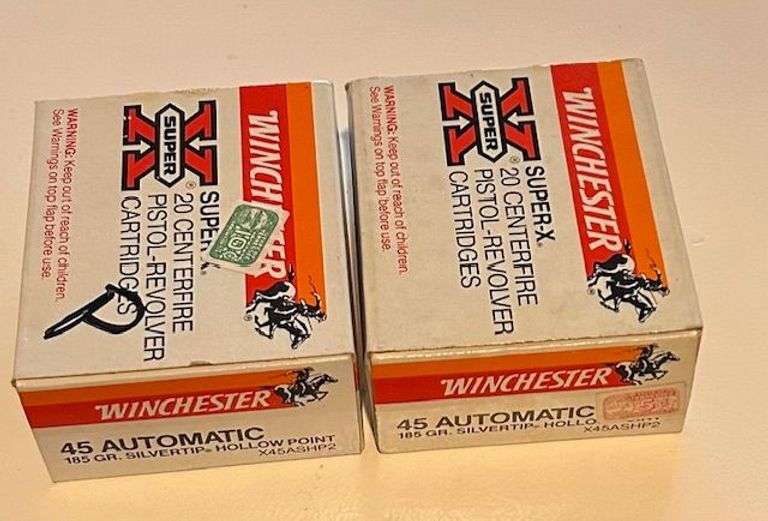 WINCHESTER
SUPER
X
®
SUPER-X
20 CENTERFIRE
PISTOL-REVOLVER
CARTRIDGES
WARNING: Keep out of reach of children.
See Warnings on top flap before use.
P
WINCHESTER
45 AUTOMATIC
185 GR. SILVERTIP® HOLLOW POINT
X45ASHP2
WINCHESTER
SUPER
X
®
SUPER-X®
20 CENTERFIRE
PISTOL-REVOLVER
CARTRIDGES
WARNING: Keep out of reach of children.
See Warnings on top flap before use.
WINCHESTER
45 AUTOMATIC
185 GR. SILVERTIP® HOLLO
X45ASHP2